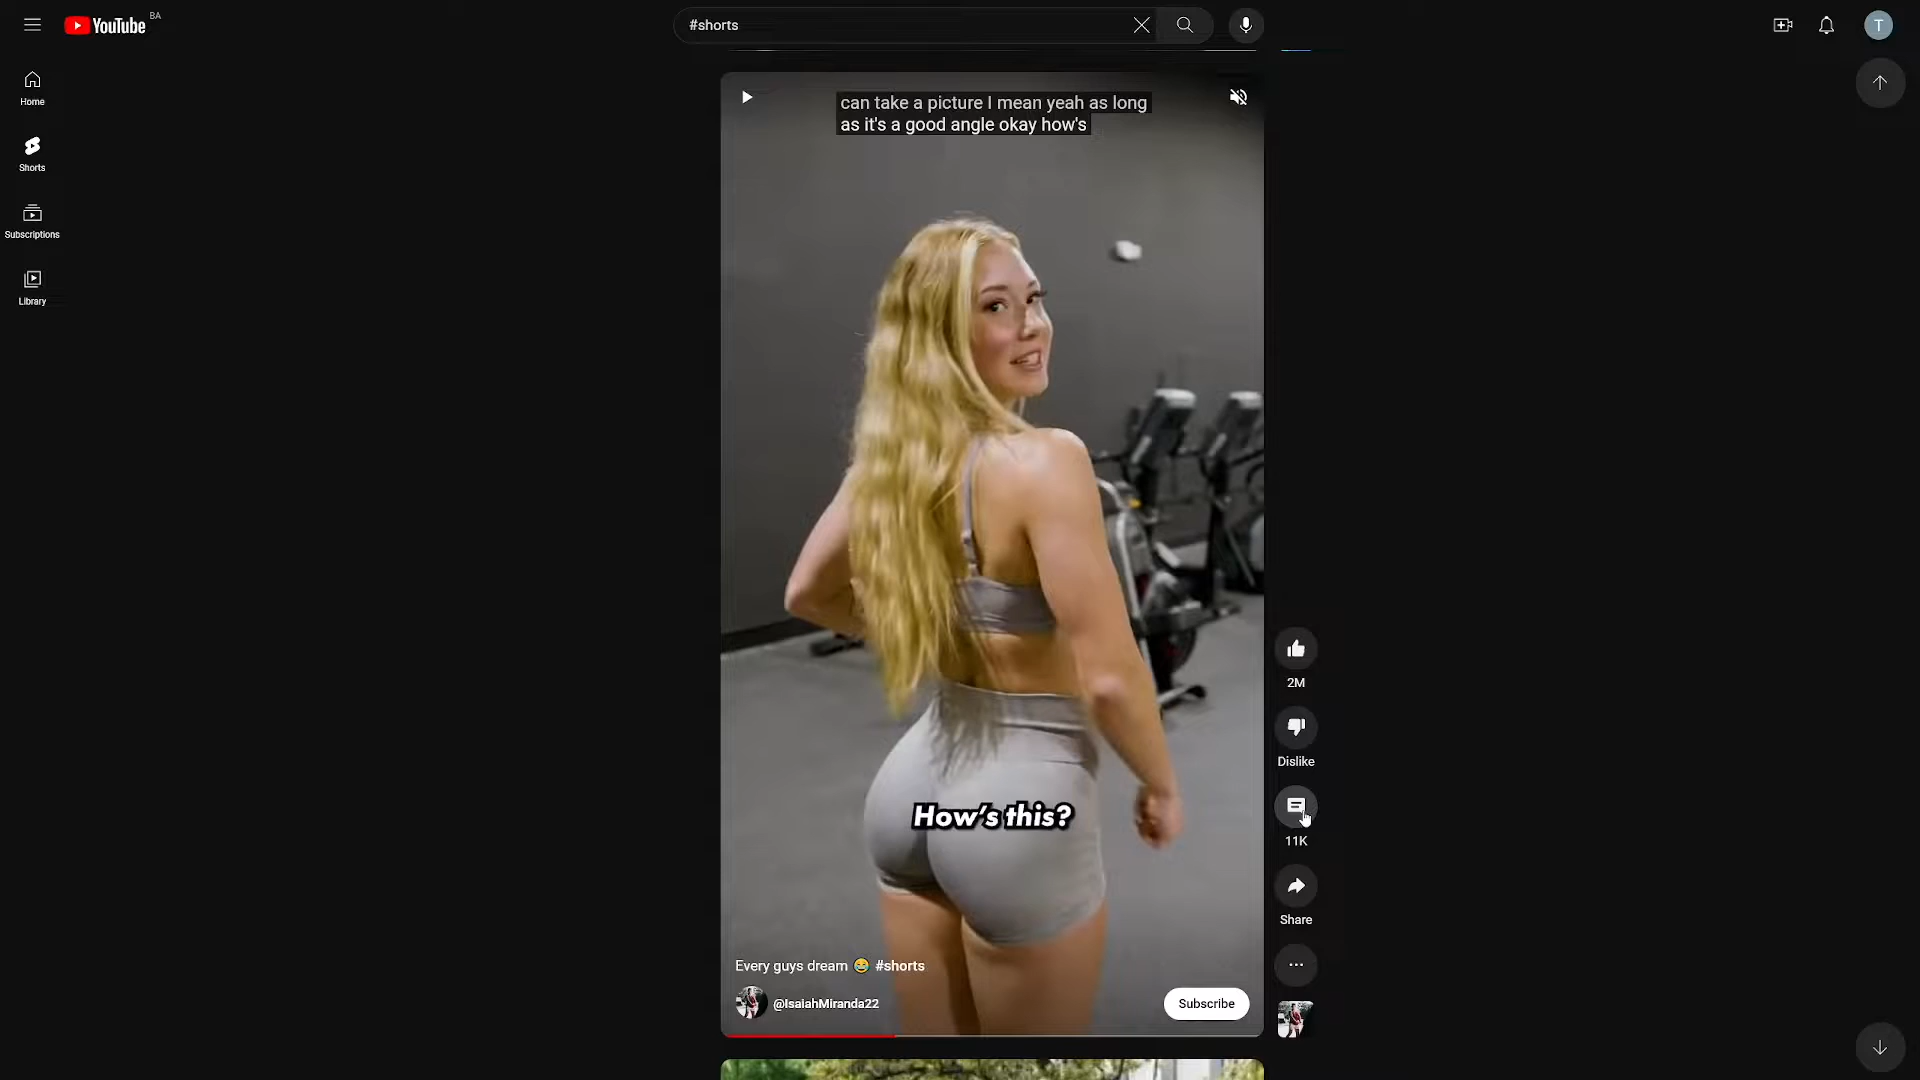 YouTube BA
#shorts
T
Home
Shorts
Subscriptions
Library
can take a picture I mean yeah as long
as it's a good angle okay how's
How's this?
2M
Dislike
11K
Share
Every guys dream 😂 #shorts
@IsaiahMiranda22
Subscribe